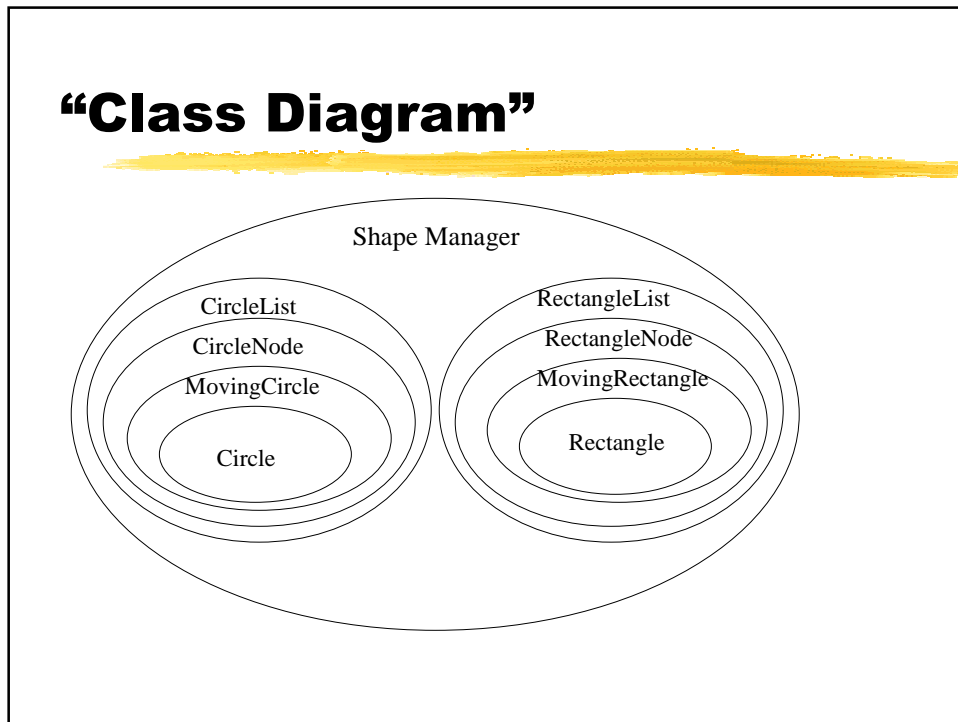 “Class Diagram”
Shape Manager
CircleList
CircleNode
MovingCircle
Circle
RectangleList
RectangleNode
MovingRectangle
Rectangle